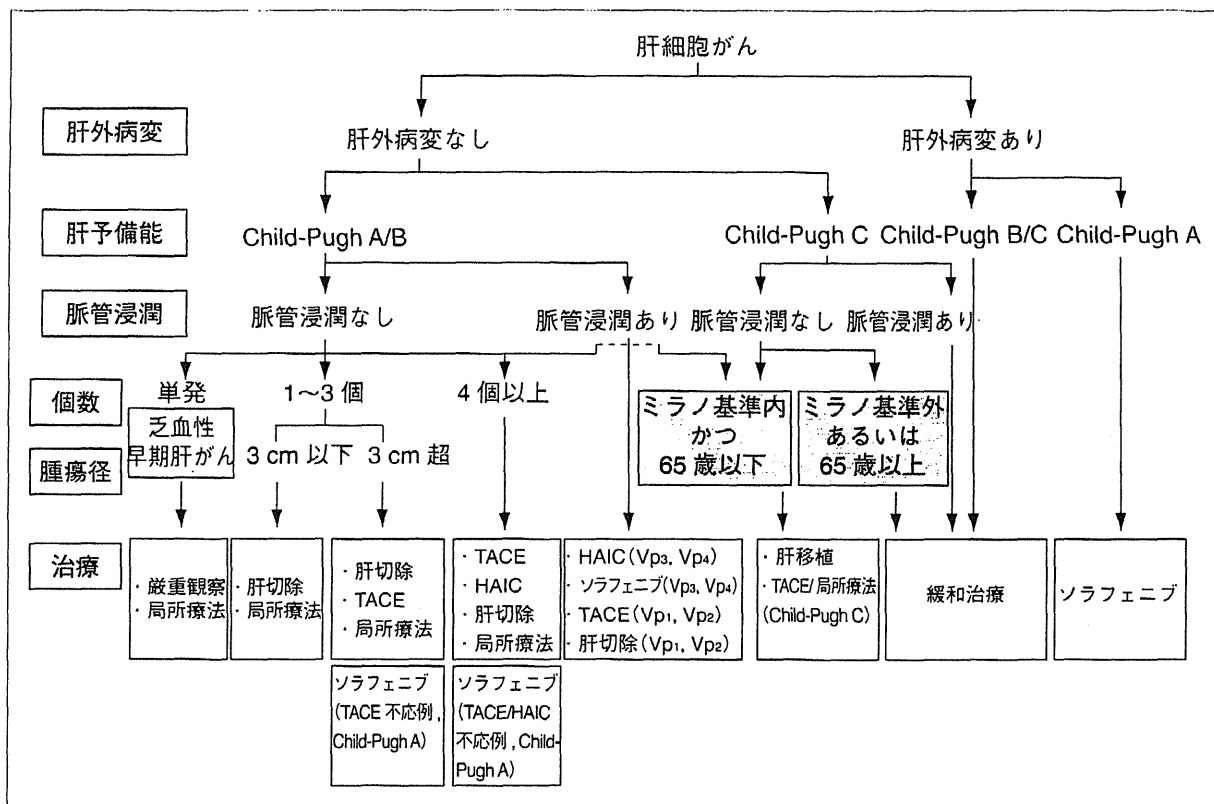 肝細胞がん
肝外病変
肝外病変なし
肝外病変あり
肝予備能
Child-Pugh A/B
Child-Pugh C
Child-Pugh B/C
Child-Pugh A
脈管浸潤
脈管浸潤なし
脈管浸潤あり
脈管浸潤なし
脈管浸潤あり
個数
腫瘍径
単発
乏血性
早期肝がん
1〜3 個
3 cm 以下
3 cm 超
4 個以上
ミラノ基準内
かつ
65 歳以下
ミラノ基準外
あるいは
65 歳以上
治療
・厳重観察
・局所療法
・肝切除
・局所療法
・肝切除
・TACE
・局所療法
ソラフェニブ
(TACE 不応例,
Child-Pugh A)
・TACE
・HAIC
・肝切除
・局所療法
ソラフェニブ
(TACE/HAIC
不応例, Child-
Pugh A)
・HAIC(Vp3, Vp4)
・ソラフェニブ(Vp3, Vp4)
・TACE(Vp1, Vp2)
・肝切除(Vp1, Vp2)
・肝移植
・TACE/局所療法
(Child-Pugh C)
緩和治療
ソラフェニブ